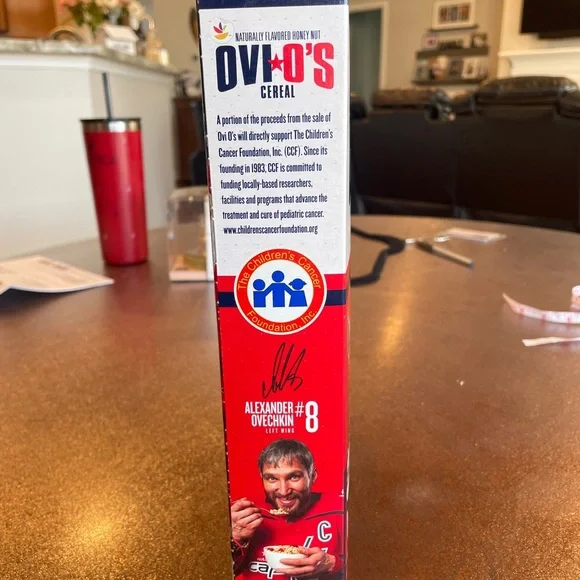 NATURALLY FLAVORED HONEY NUT
OVI★O'S
CEREAL
A portion of the proceeds from the sale of
Ovi O's will directly support The Children's
Cancer Foundation, Inc. (CCF). Since its
founding in 1983, CCF is committed to
funding locally-based researchers,
facilities and programs that advance the
treatment and cure of pediatric cancer.
www.childrenscancerfoundation.org
The Children's Cancer
Foundation, Inc.
ALEXANDER
OVECHKIN
#8
LEFT WING
C